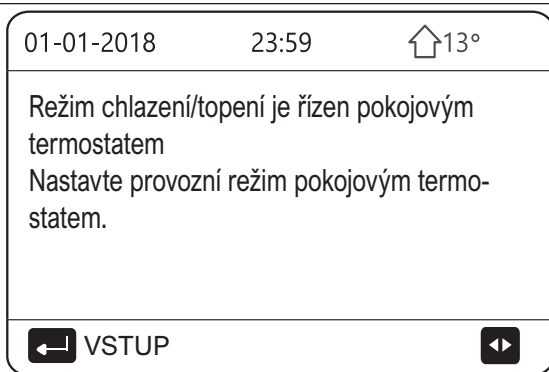 01-01-2018 23:59 13°
Režim chlazení/topení je řízen pokojovým
termostatem
Nastavte provozní režim pokojovým termo-
statem.
VSTUP